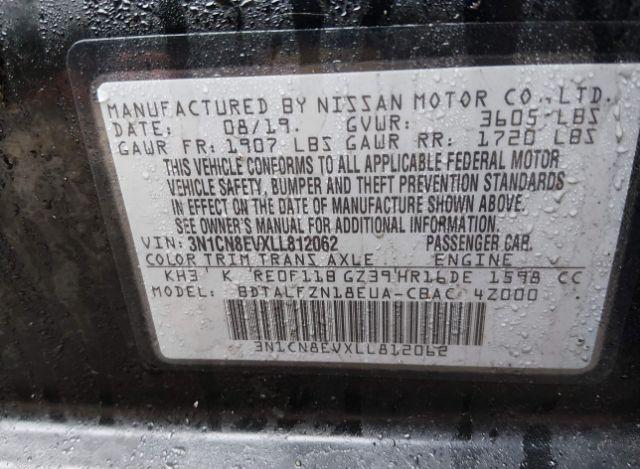 MANUFACTURED BY NISSAN MOTOR CO.,LTD.
DATE: 08/19. GVWR: 3605 LBS
GAWR FR: 1907 LBS GAWR RR: 1720 LBS
THIS VEHICLE CONFORMS TO ALL APPLICABLE FEDERAL MOTOR
VEHICLE SAFETY, BUMPER AND THEFT PREVENTION STANDARDS
IN EFFECT ON THE DATE OF MANUFACTURE SHOWN ABOVE.
SEE OWNER'S MANUAL FOR ADDITIONAL INFORMATION.
VIN: 3N1CN8EVXLL812062 PASSENGER CAR.
COLOR TRIM TRANS AXLE ENGINE
KH3 K RE0F11B GZ39 HR16DE 1598 CC
MODEL: BDTALFZN18EUA-CBAC 4Z000
3N1CN8EVXLL812062